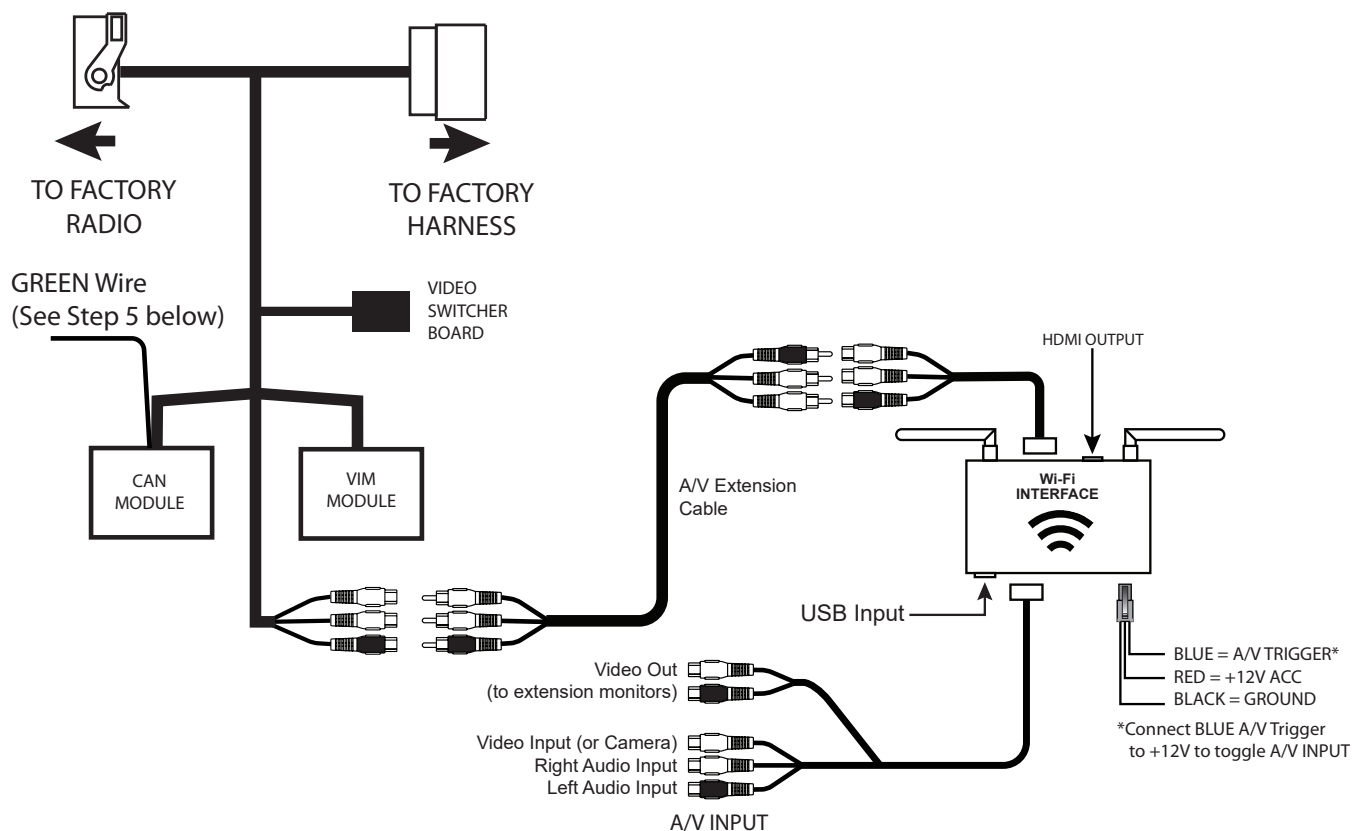 TO FACTORY
RADIO
TO FACTORY
HARNESS
GREEN Wire
(See Step 5 below)
VIDEO
SWITCHER
BOARD
CAN
MODULE
VIM
MODULE
A/V Extension
Cable
HDMI OUTPUT
Wi-Fi
INTERFACE
USB Input
BLUE = A/V TRIGGER*
RED = +12V ACC
BLACK = GROUND
*Connect BLUE A/V Trigger
to +12V to toggle A/V INPUT
Video Out
(to extension monitors)
Video Input (or Camera)
Right Audio Input
Left Audio Input
A/V INPUT